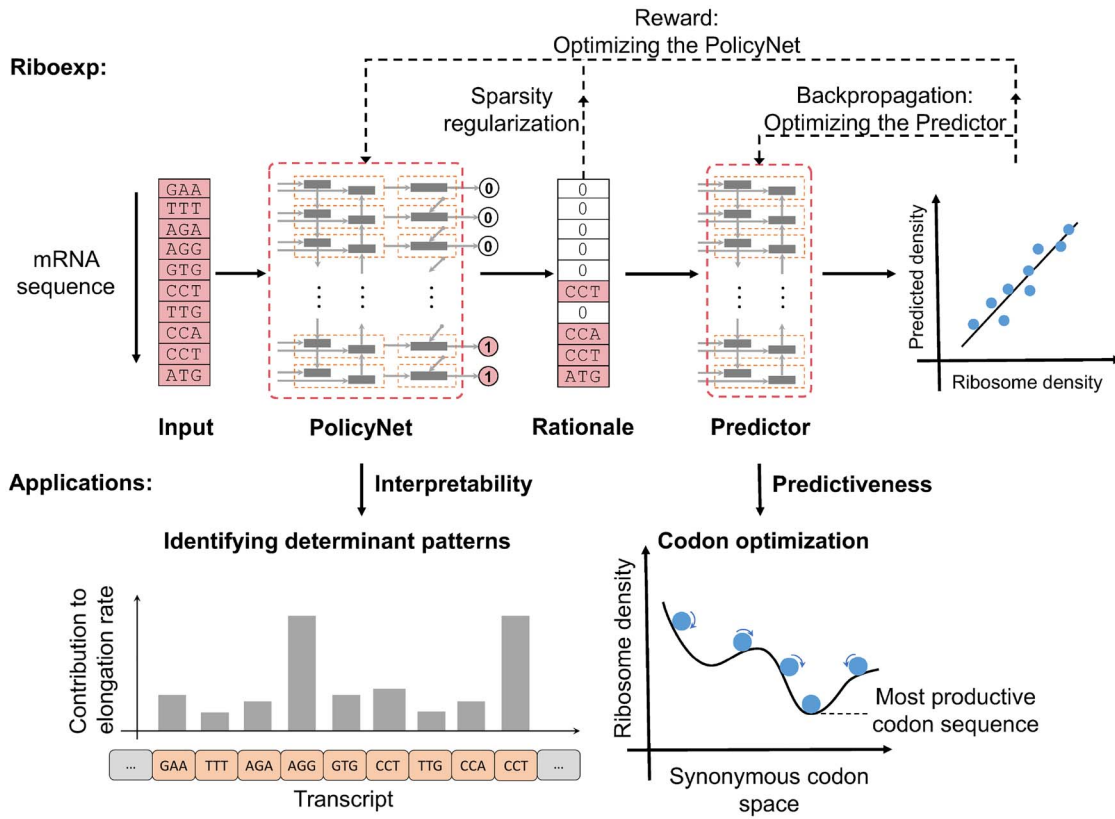 Reward:
Optimizing the PolicyNet
Riboexp:
Sparsity
regularization
Backpropagation:
Optimizing the Predictor
mRNA
sequence
GAA
TTT
AGA
AGG
GTG
CCT
TTG
CCA
CCT
ATG
0
0
0
...
...
...
1
1
0
0
0
0
0
CCT
0
CCA
CCT
ATG
...
...
Predicted density
Ribosome density
Input
PolicyNet
Rationale
Predictor
Applications:
Interpretability
Predictiveness
Identifying determinant patterns
Contribution to
elongation rate
... GAA TTT AGA AGG GTG CCT TTG CCA CCT ...
Transcript
Codon optimization
Ribosome density
Most productive
codon sequence
Synonymous codon
space